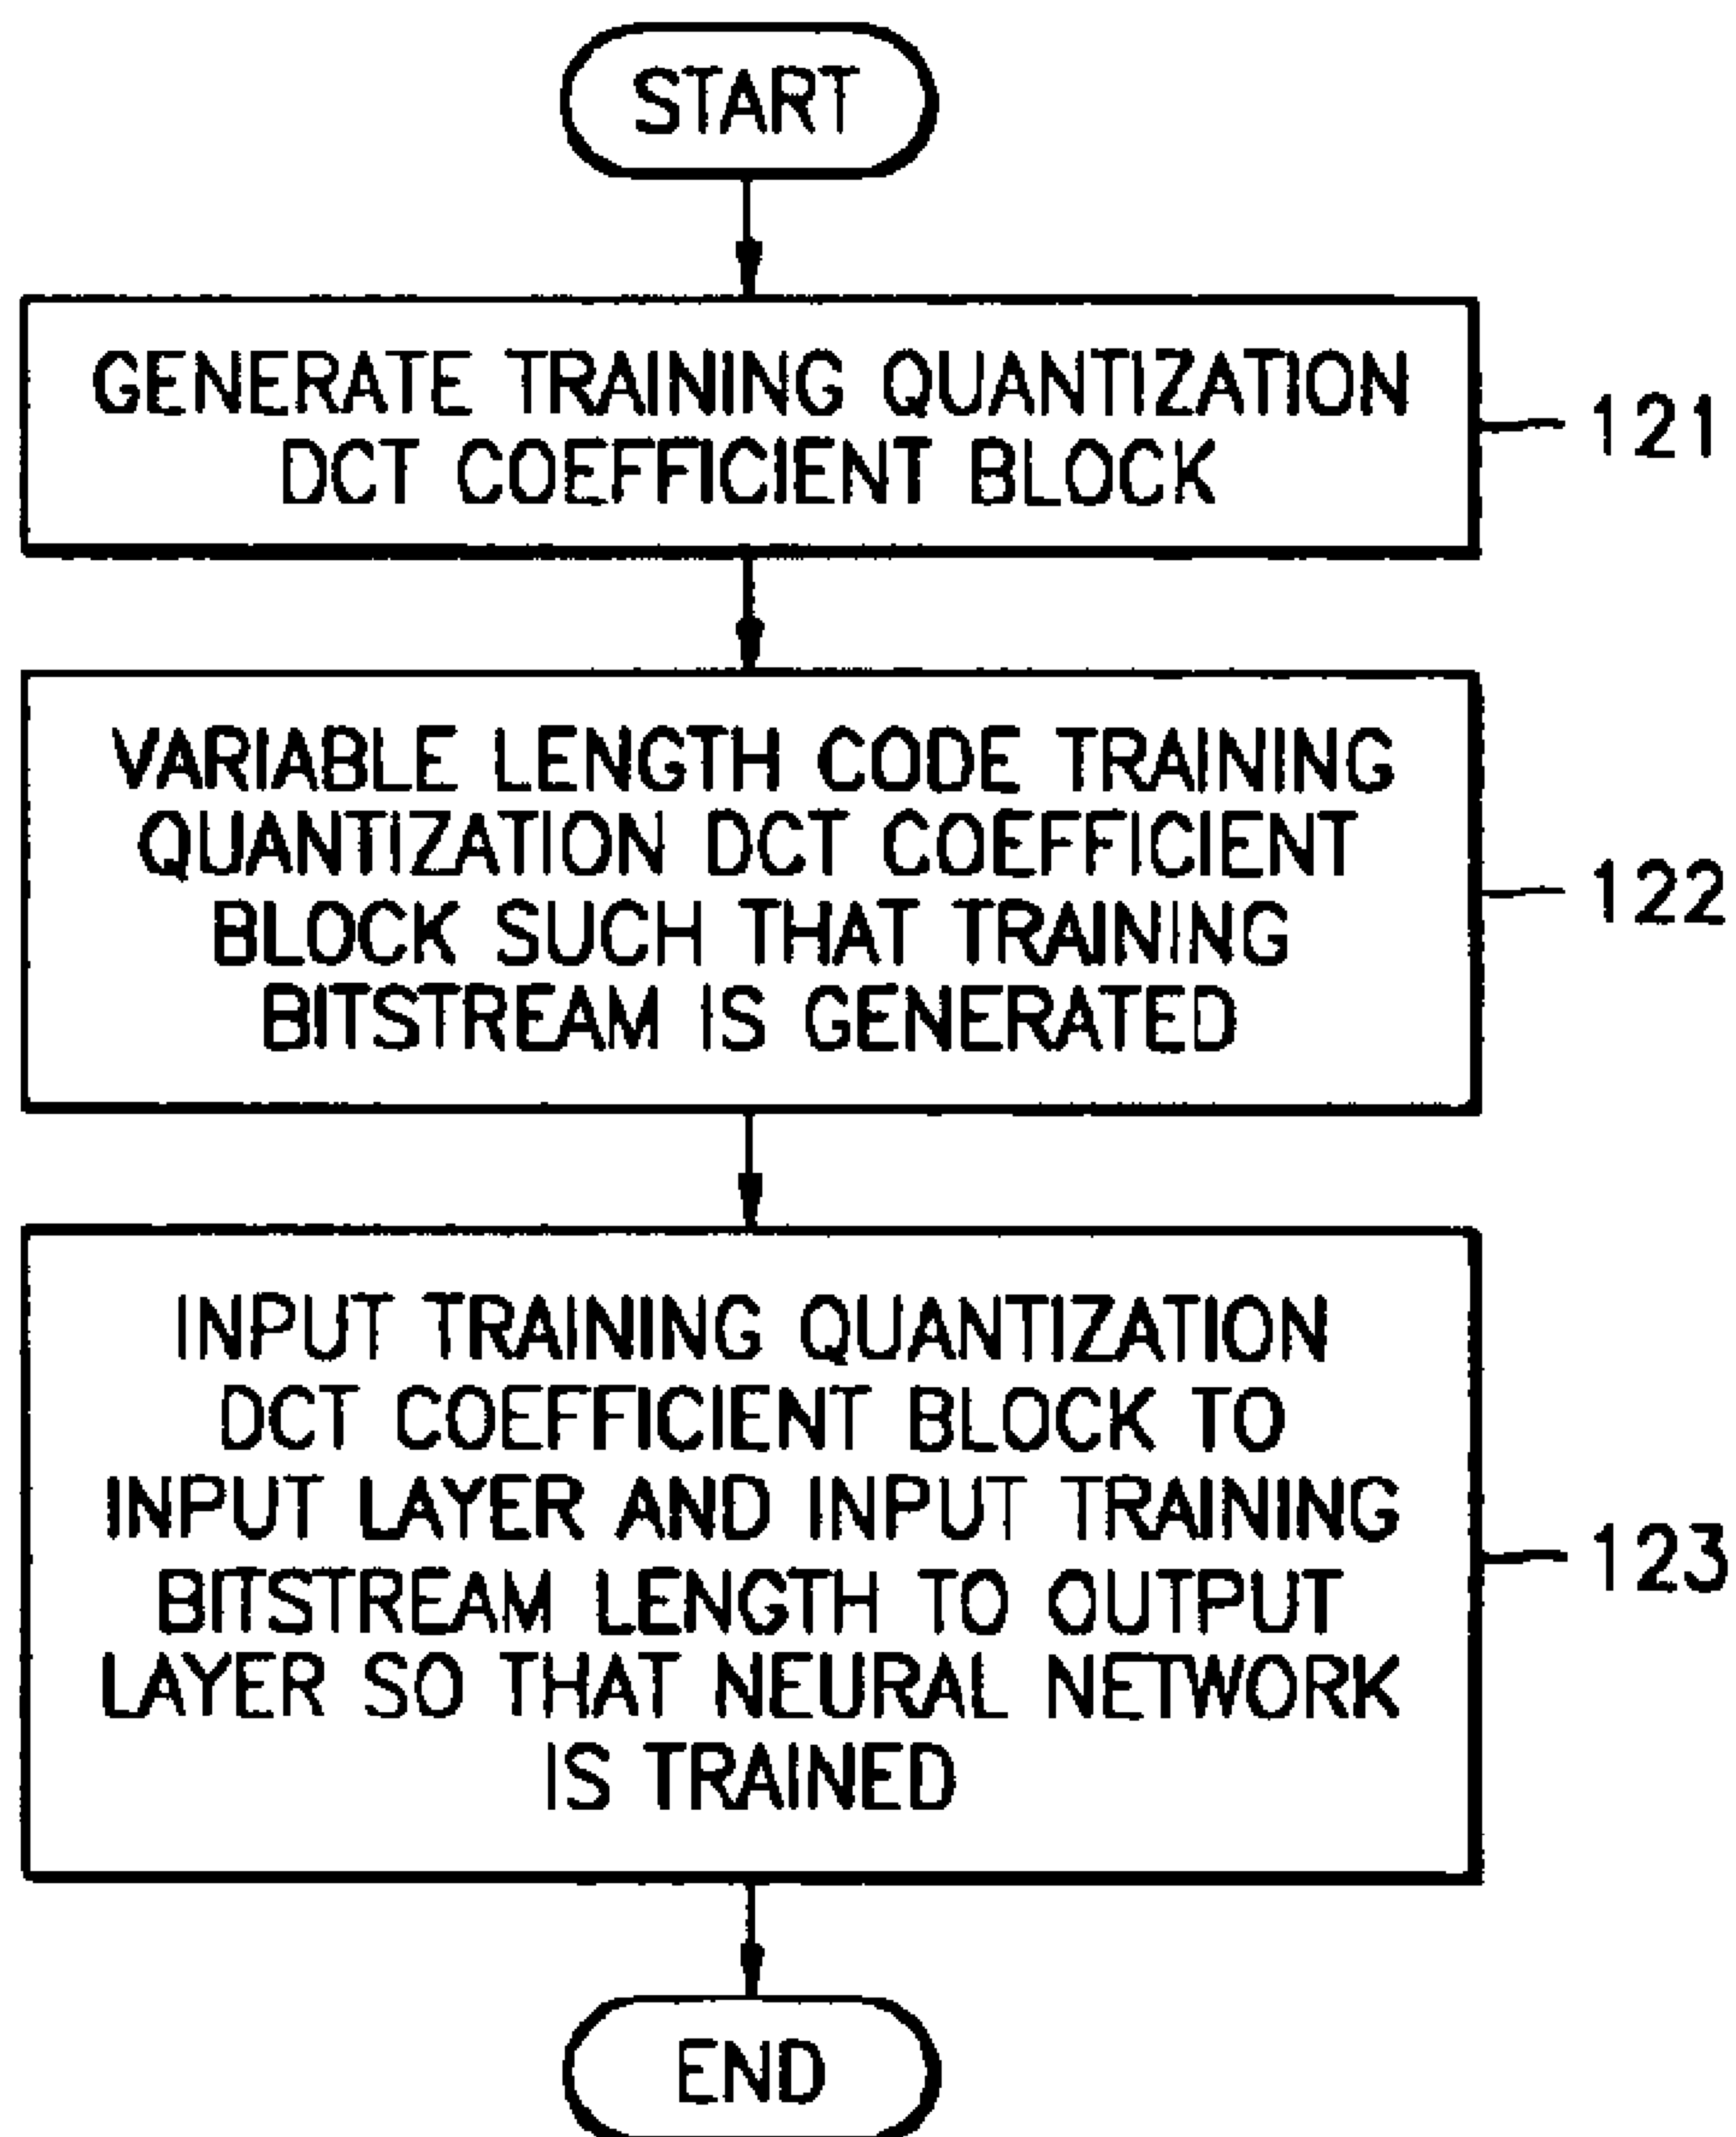 START
GENERATE TRAINING QUANTIZATION
DCT COEFFICIENT BLOCK
121
VARIABLE LENGTH CODE TRAINING
QUANTIZATION DCT COEFFICIENT
BLOCK SUCH THAT TRAINING
BITSTREAM IS GENERATED
122
INPUT TRAINING QUANTIZATION
DCT COEFFICIENT BLOCK TO
INPUT LAYER AND INPUT TRAINING
BITSTREAM LENGTH TO OUTPUT
LAYER SO THAT NEURAL NETWORK
IS TRAINED
123
END